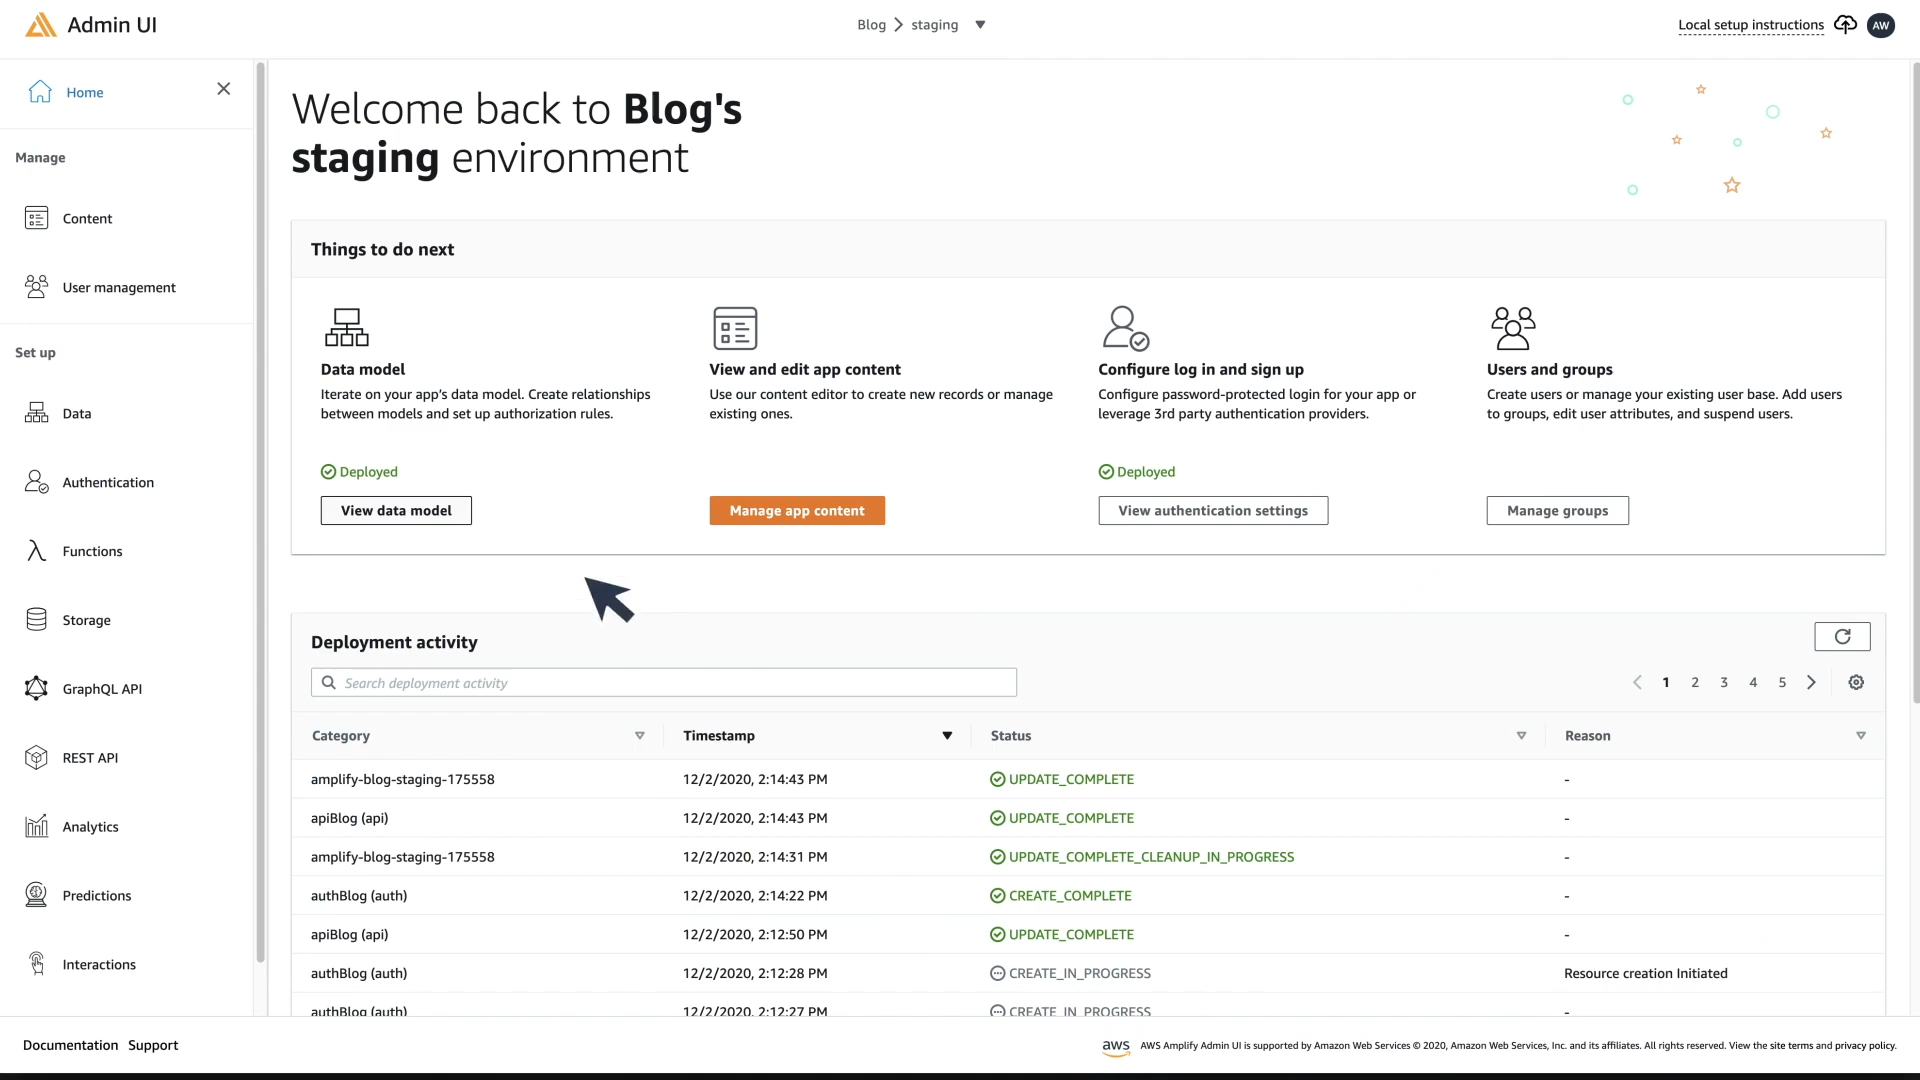 Admin UI
Blog
staging
Local setup instructions
AW
Home
Manage
Content
User management
Set up
Data
Authentication
Functions
Storage
GraphQL API
REST API
Analytics
Predictions
Interactions
Welcome back to Blog's
staging environment
Things to do next
Data model
Iterate on your app's data model. Create relationships
between models and set up authorization rules.
Deployed
View data model
View and edit app content
Use our content editor to create new records or manage
existing ones.
Manage app content
Configure log in and sign up
Configure password-protected login for your app or
leverage 3rd party authentication providers.
Deployed
View authentication settings
Users and groups
Create users or manage your existing user base. Add users
to groups, edit user attributes, and suspend users.
Manage groups
Deployment activity
Search deployment activity
1 2 3 4 5
Category Timestamp Status Reason
amplify-blog-staging-175558 12/2/2020, 2:14:43 PM UPDATE_COMPLETE -
apiBlog (api) 12/2/2020, 2:14:43 PM UPDATE_COMPLETE -
amplify-blog-staging-175558 12/2/2020, 2:14:31 PM UPDATE_COMPLETE_CLEANUP_IN_PROGRESS -
authBlog (auth) 12/2/2020, 2:14:22 PM CREATE_COMPLETE -
apiBlog (api) 12/2/2020, 2:12:50 PM UPDATE_COMPLETE -
authBlog (auth) 12/2/2020, 2:12:28 PM CREATE_IN_PROGRESS Resource creation Initiated
authBlog (auth) 12/2/2020, 2:12:27 PM CREATE_IN_PROGRESS -
Documentation Support
aws AWS Amplify Admin UI is supported by Amazon Web Services © 2020, Amazon Web Services, Inc. and its affiliates. All rights reserved. View the site terms and privacy policy.